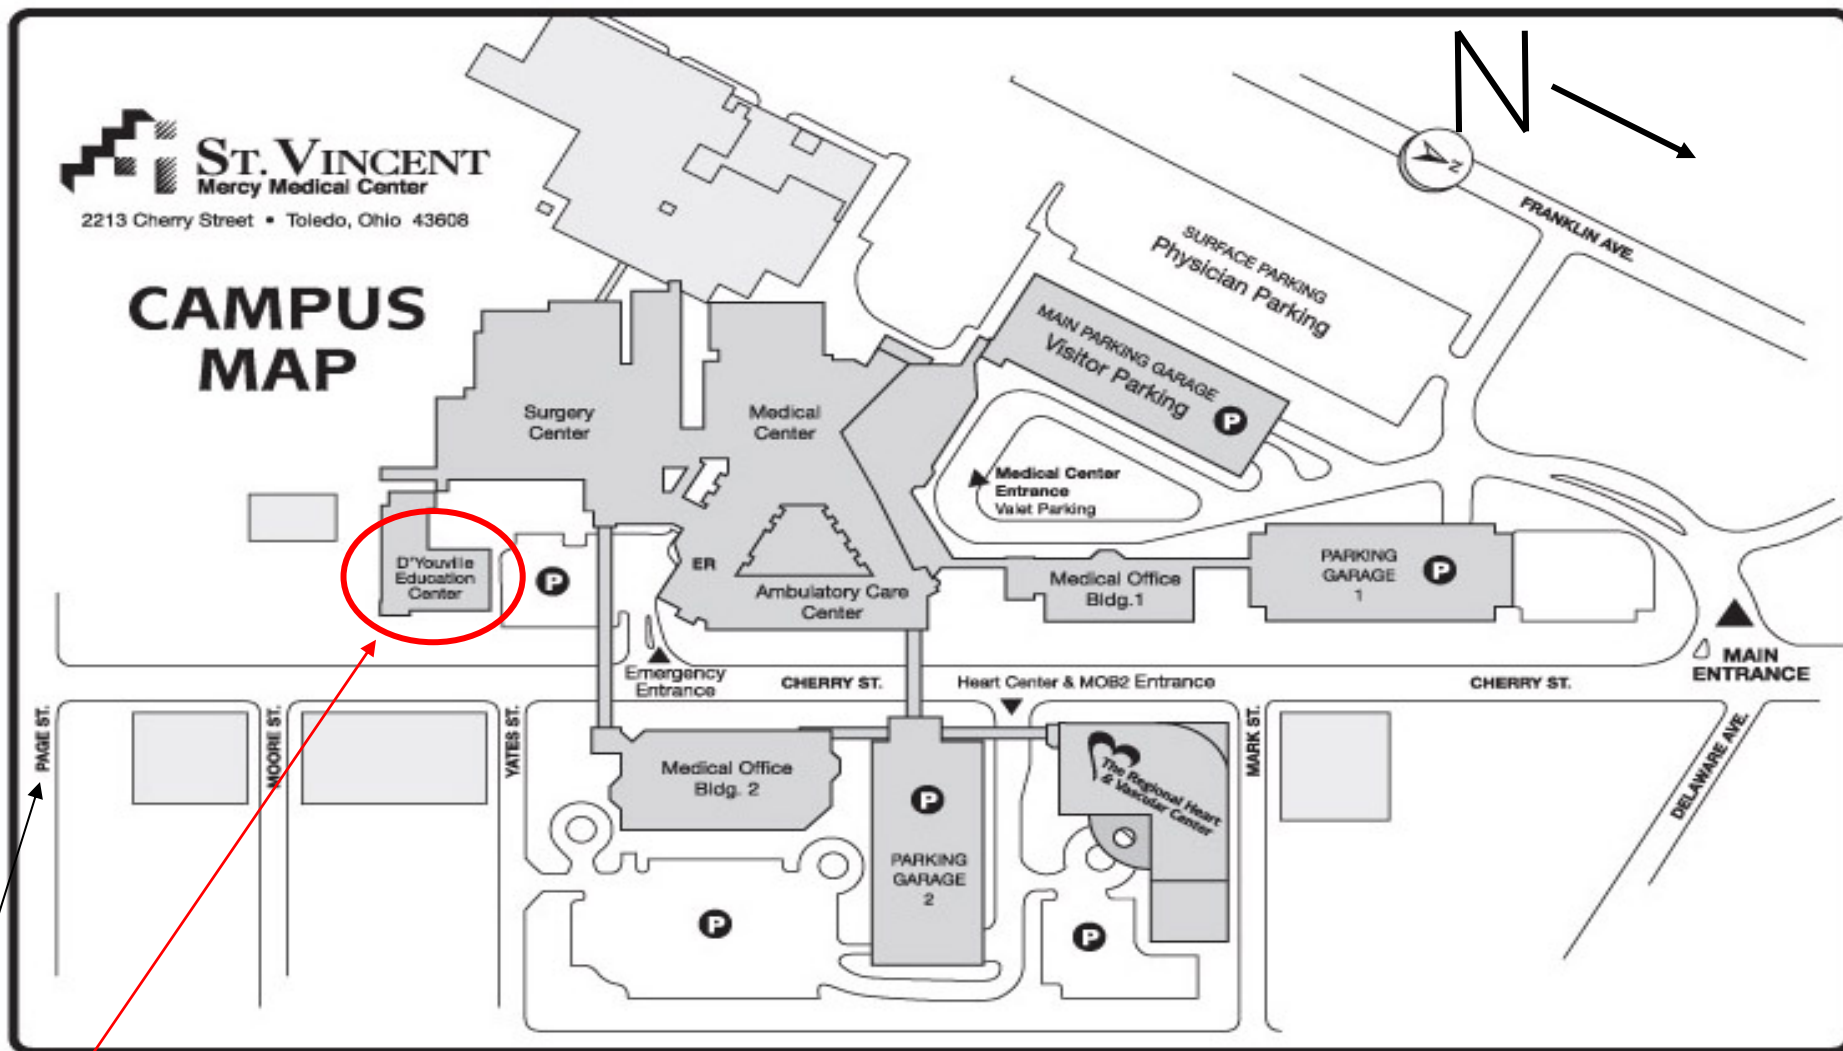 ST. VINCENT
Mercy Medical Center
2213 Cherry Street • Toledo, Ohio 43608
CAMPUS
MAP
N
N
FRANKLIN AVE.
SURFACE PARKING
Physician Parking
MAIN PARKING GARAGE
Visitor Parking
P
Surgery
Center
Medical
Center
Medical Center
Entrance
Valet Parking
D'Youville
Education
Center
P
ER
Ambulatory Care
Center
Medical Office
Bldg.1
PARKING
GARAGE
1
P
Emergency
Entrance
CHERRY ST.
Heart Center & MOB2 Entrance
CHERRY ST.
MAIN
ENTRANCE
PAGE ST.
MOORE ST.
YATES ST.
MARK ST.
DELAWARE AVE.
Medical Office
Bldg. 2
P
PARKING
GARAGE
2
The Regional Heart
& Vascular Center
P
P